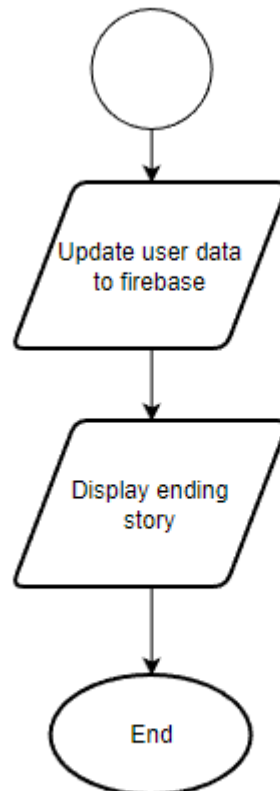 Update user data
to firebase
Display ending
story
End